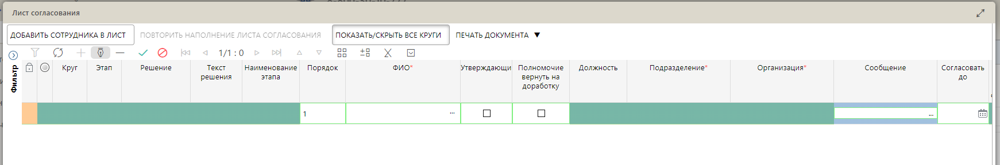 Лист согласования
ДОБАВИТЬ СОТРУДНИКА В ЛИСТ ПОВТОРИТЬ НАПОЛНЕНИЕ ЛИСТА СОГЛАСОВАНИЯ ПОКАЗАТЬ/СКРЫТЬ ВСЕ КРУГИ ПЕЧАТЬ ДОКУМЕНТА ▼
1/1 : 0
Фильтр
Круг
Этап
Решение
Текст
решения
Наименование
этапа
Порядок
ФИО*
Утверждающи
Полномочие
вернуть на
доработку
Должность
Подразделение*
Организация*
Сообщение
Согласовать
до
1
...
...